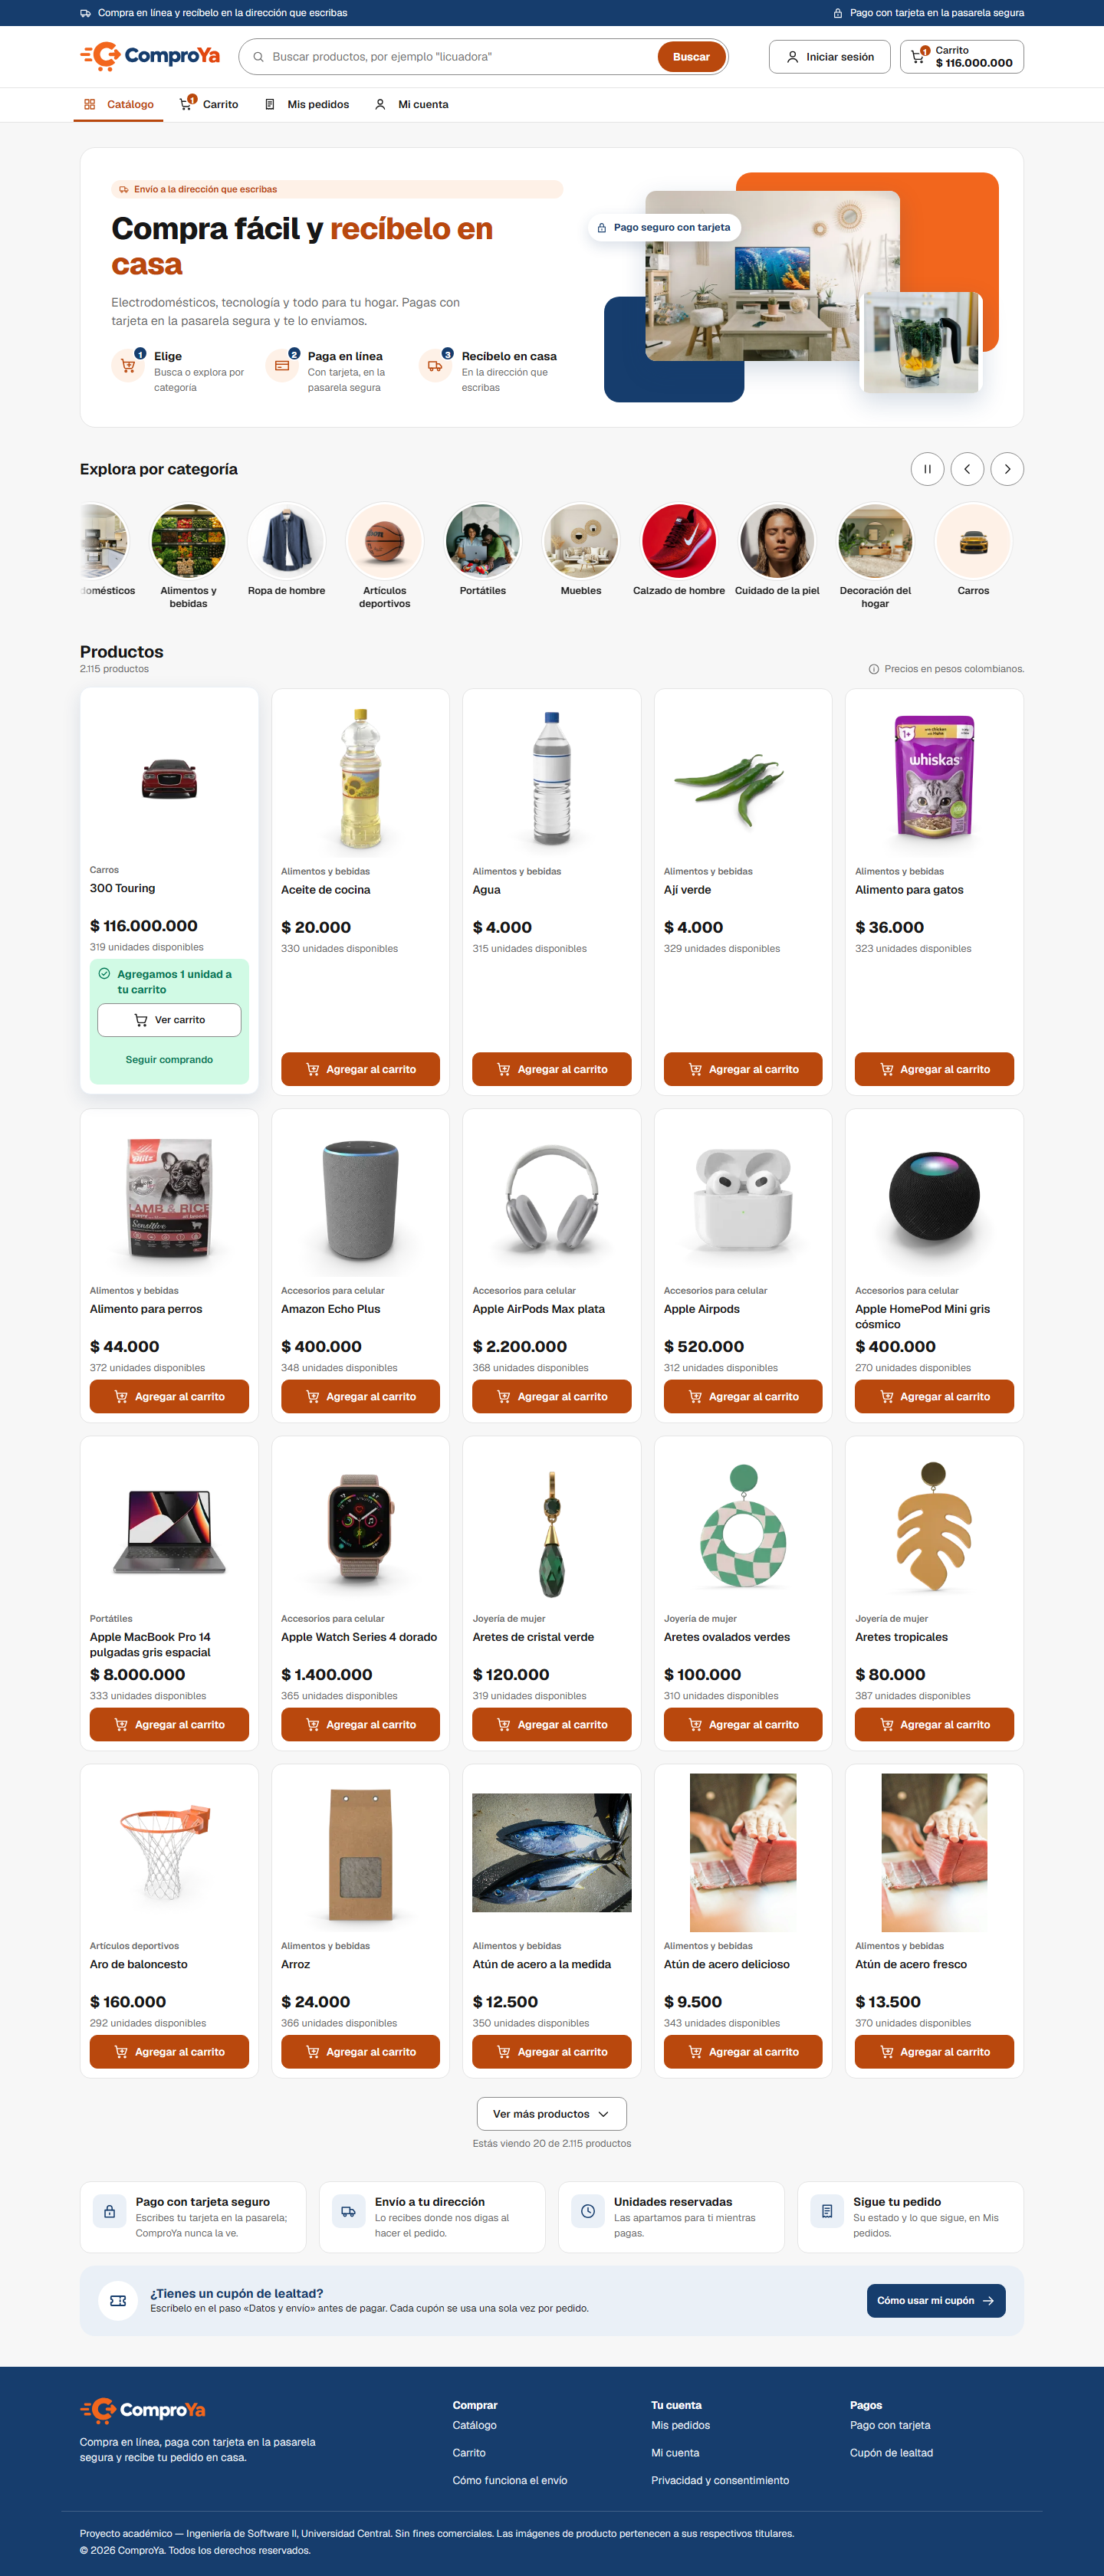 Compra en línea y recíbelo en la dirección que escribas
Pago con tarjeta en la pasarela segura
ComproYa
Buscar productos, por ejemplo "licuadora"
Buscar
Iniciar sesión
1
Carrito
$ 116.000.000
Catálogo
1
Carrito
Mis pedidos
Mi cuenta
Envío a la dirección que escribas
Compra fácil y recíbelo en
casa
Electrodomésticos, tecnología y todo para tu hogar. Pagas con
tarjeta en la pasarela segura y te lo enviamos.
1
Elige
Busca o explora por
categoría
2
Paga en línea
Con tarjeta, en la
pasarela segura
3
Recíbelo en casa
En la dirección que
escribas
Pago seguro con tarjeta
Explora por categoría
domésticos
Alimentos y
bebidas
Ropa de hombre
Artículos
deportivos
Portátiles
Muebles
Calzado de hombre
Cuidado de la piel
Decoración del
hogar
Carros
Productos
2.115 productos
Precios en pesos colombianos.
Carros
300 Touring
$ 116.000.000
319 unidades disponibles
Agregamos 1 unidad a
tu carrito
Ver carrito
Seguir comprando
Alimentos y bebidas
Aceite de cocina
$ 20.000
330 unidades disponibles
Agregar al carrito
Alimentos y bebidas
Agua
$ 4.000
315 unidades disponibles
Agregar al carrito
Alimentos y bebidas
Ají verde
$ 4.000
329 unidades disponibles
Agregar al carrito
1+
whiskas
Alimentos y bebidas
Alimento para gatos
$ 36.000
323 unidades disponibles
Agregar al carrito
Blitz
LAMB & RICE
Sensitive
Alimentos y bebidas
Alimento para perros
$ 44.000
372 unidades disponibles
Agregar al carrito
Accesorios para celular
Amazon Echo Plus
$ 400.000
348 unidades disponibles
Agregar al carrito
Accesorios para celular
Apple AirPods Max plata
$ 2.200.000
368 unidades disponibles
Agregar al carrito
Accesorios para celular
Apple Airpods
$ 520.000
312 unidades disponibles
Agregar al carrito
Accesorios para celular
Apple HomePod Mini gris
cósmico
$ 400.000
270 unidades disponibles
Agregar al carrito
Portátiles
Apple MacBook Pro 14
pulgadas gris espacial
$ 8.000.000
333 unidades disponibles
Agregar al carrito
Accesorios para celular
Apple Watch Series 4 dorado
$ 1.400.000
365 unidades disponibles
Agregar al carrito
Joyería de mujer
Aretes de cristal verde
$ 120.000
319 unidades disponibles
Agregar al carrito
Joyería de mujer
Aretes ovalados verdes
$ 100.000
310 unidades disponibles
Agregar al carrito
Joyería de mujer
Aretes tropicales
$ 80.000
387 unidades disponibles
Agregar al carrito
Artículos deportivos
Aro de baloncesto
$ 160.000
292 unidades disponibles
Agregar al carrito
Alimentos y bebidas
Arroz
$ 24.000
366 unidades disponibles
Agregar al carrito
Alimentos y bebidas
Atún de acero a la medida
$ 12.500
350 unidades disponibles
Agregar al carrito
Alimentos y bebidas
Atún de acero delicioso
$ 9.500
343 unidades disponibles
Agregar al carrito
Alimentos y bebidas
Atún de acero fresco
$ 13.500
370 unidades disponibles
Agregar al carrito
Ver más productos
Estás viendo 20 de 2.115 productos
Pago con tarjeta seguro
Escribes tu tarjeta en la pasarela;
ComproYa nunca la ve.
Envío a tu dirección
Lo recibes donde nos digas al
hacer el pedido.
Unidades reservadas
Las apartamos para ti mientras
pagas.
Sigue tu pedido
Su estado y lo que sigue, en Mis
pedidos.
¿Tienes un cupón de lealtad?
Escríbelo en el paso «Datos y envío» antes de pagar. Cada cupón se usa una sola vez por pedido.
Cómo usar mi cupón
ComproYa
Compra en línea, paga con tarjeta en la pasarela
segura y recibe tu pedido en casa.
Comprar
Catálogo
Carrito
Cómo funciona el envío
Tu cuenta
Mis pedidos
Mi cuenta
Privacidad y consentimiento
Pagos
Pago con tarjeta
Cupón de lealtad
Proyecto académico — Ingeniería de Software II, Universidad Central. Sin fines comerciales. Las imágenes de producto pertenecen a sus respectivos titulares.
© 2026 ComproYa. Todos los derechos reservados.